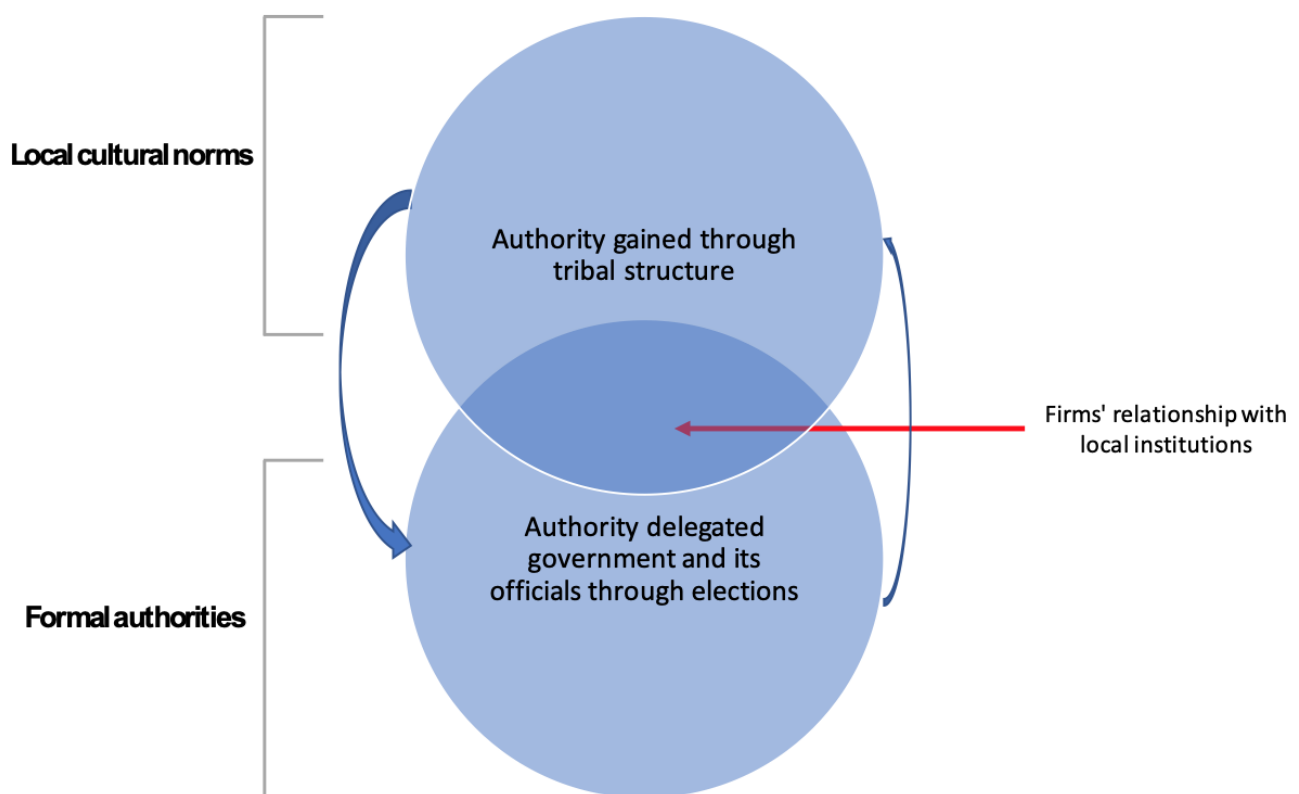 Local cultural norms
Authority gained through
tribal structure
Firms' relationship with
local institutions
Authority delegated
government and its
officials through elections
Formal authorities